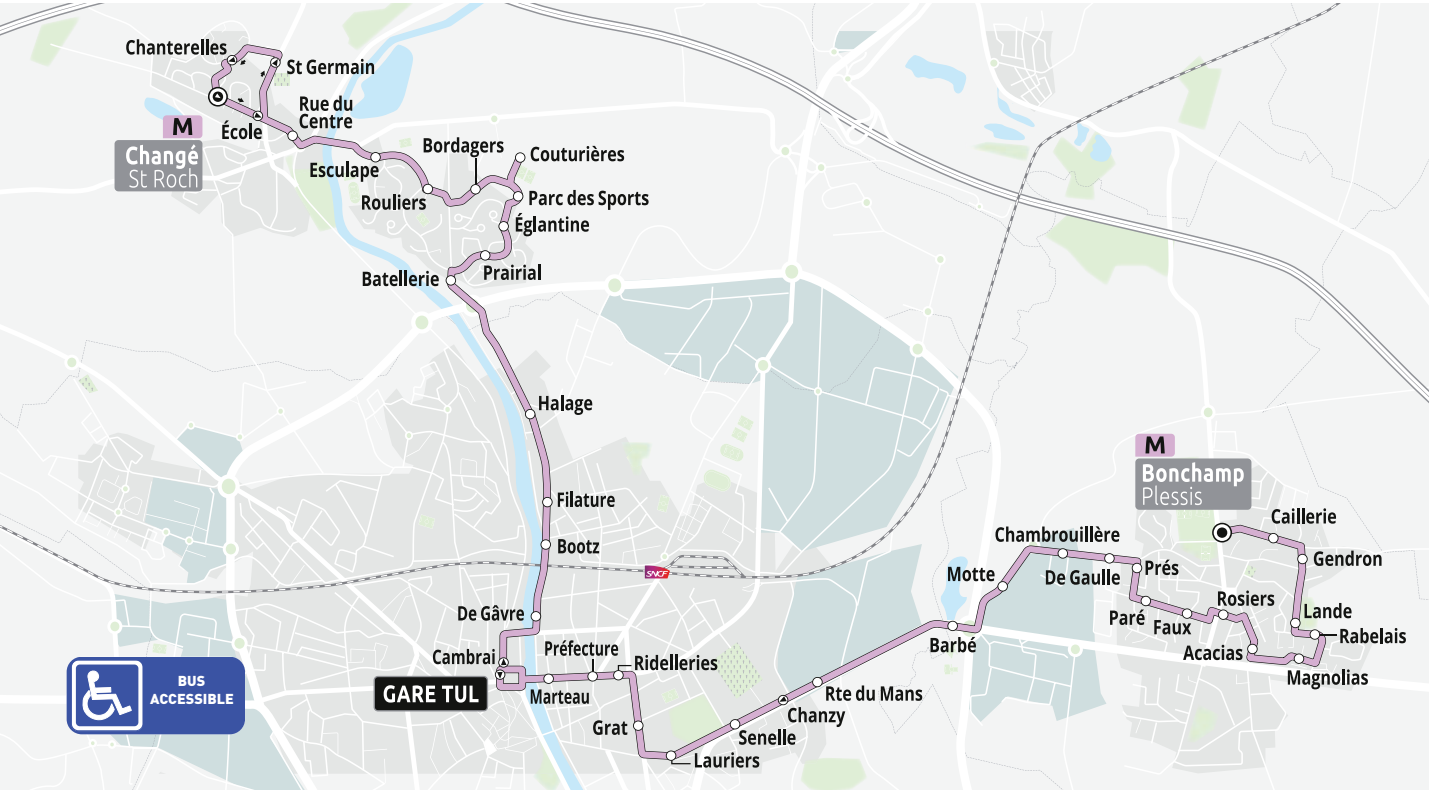 Chanterelles
St Germain
Rue du
Centre
École
M
Changé
St Roch
Esculape
Bordagers
Couturières
Rouliers
Parc des Sports
Églantine
Prairial
Batellerie
Halage
Filature
Bootz
SNCF
De Gâvre
Cambrai
GARE TUL
Préfecture
Ridelleries
Marteau
Grat
Lauriers
Senelle
Chanzy
Rte du Mans
Barbé
Motte
Chambrouillère
De Gaulle
Prés
Paré
Faux
Rosiers
Acacias
Magnolias
Rabelais
Lande
Gendron
Caillerie
M
Bonchamp
Plessis
BUS
ACCESSIBLE